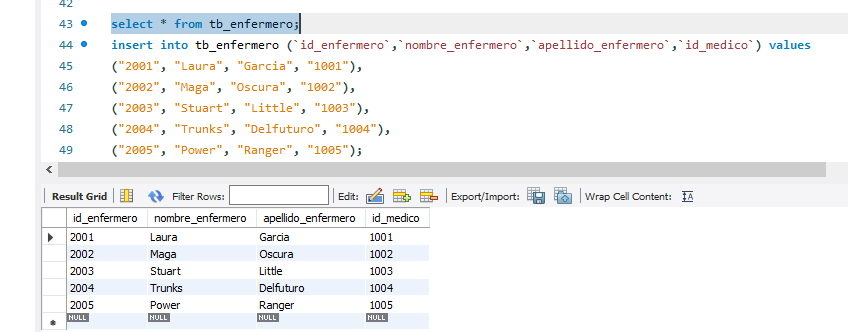 42
43 select * from tb_enfermero;
44 insert into tb_enfermero (`id_enfermero`,`nombre_enfermero`,`apellido_enfermero`,`id_medico`) values
45 ("2001", "Laura", "Garcia", "1001"),
46 ("2002", "Maga", "Oscura", "1002"),
47 ("2003", "Stuart", "Little", "1003"),
48 ("2004", "Trunks", "Delfuturo", "1004"),
49 ("2005", "Power", "Ranger", "1005");
Result Grid Filter Rows: Edit: Export/Import: Wrap Cell Content:
id_enfermero nombre_enfermero apellido_enfermero id_medico
2001 Laura Garcia 1001
2002 Maga Oscura 1002
2003 Stuart Little 1003
2004 Trunks Delfuturo 1004
2005 Power Ranger 1005
NULL NULL NULL NULL